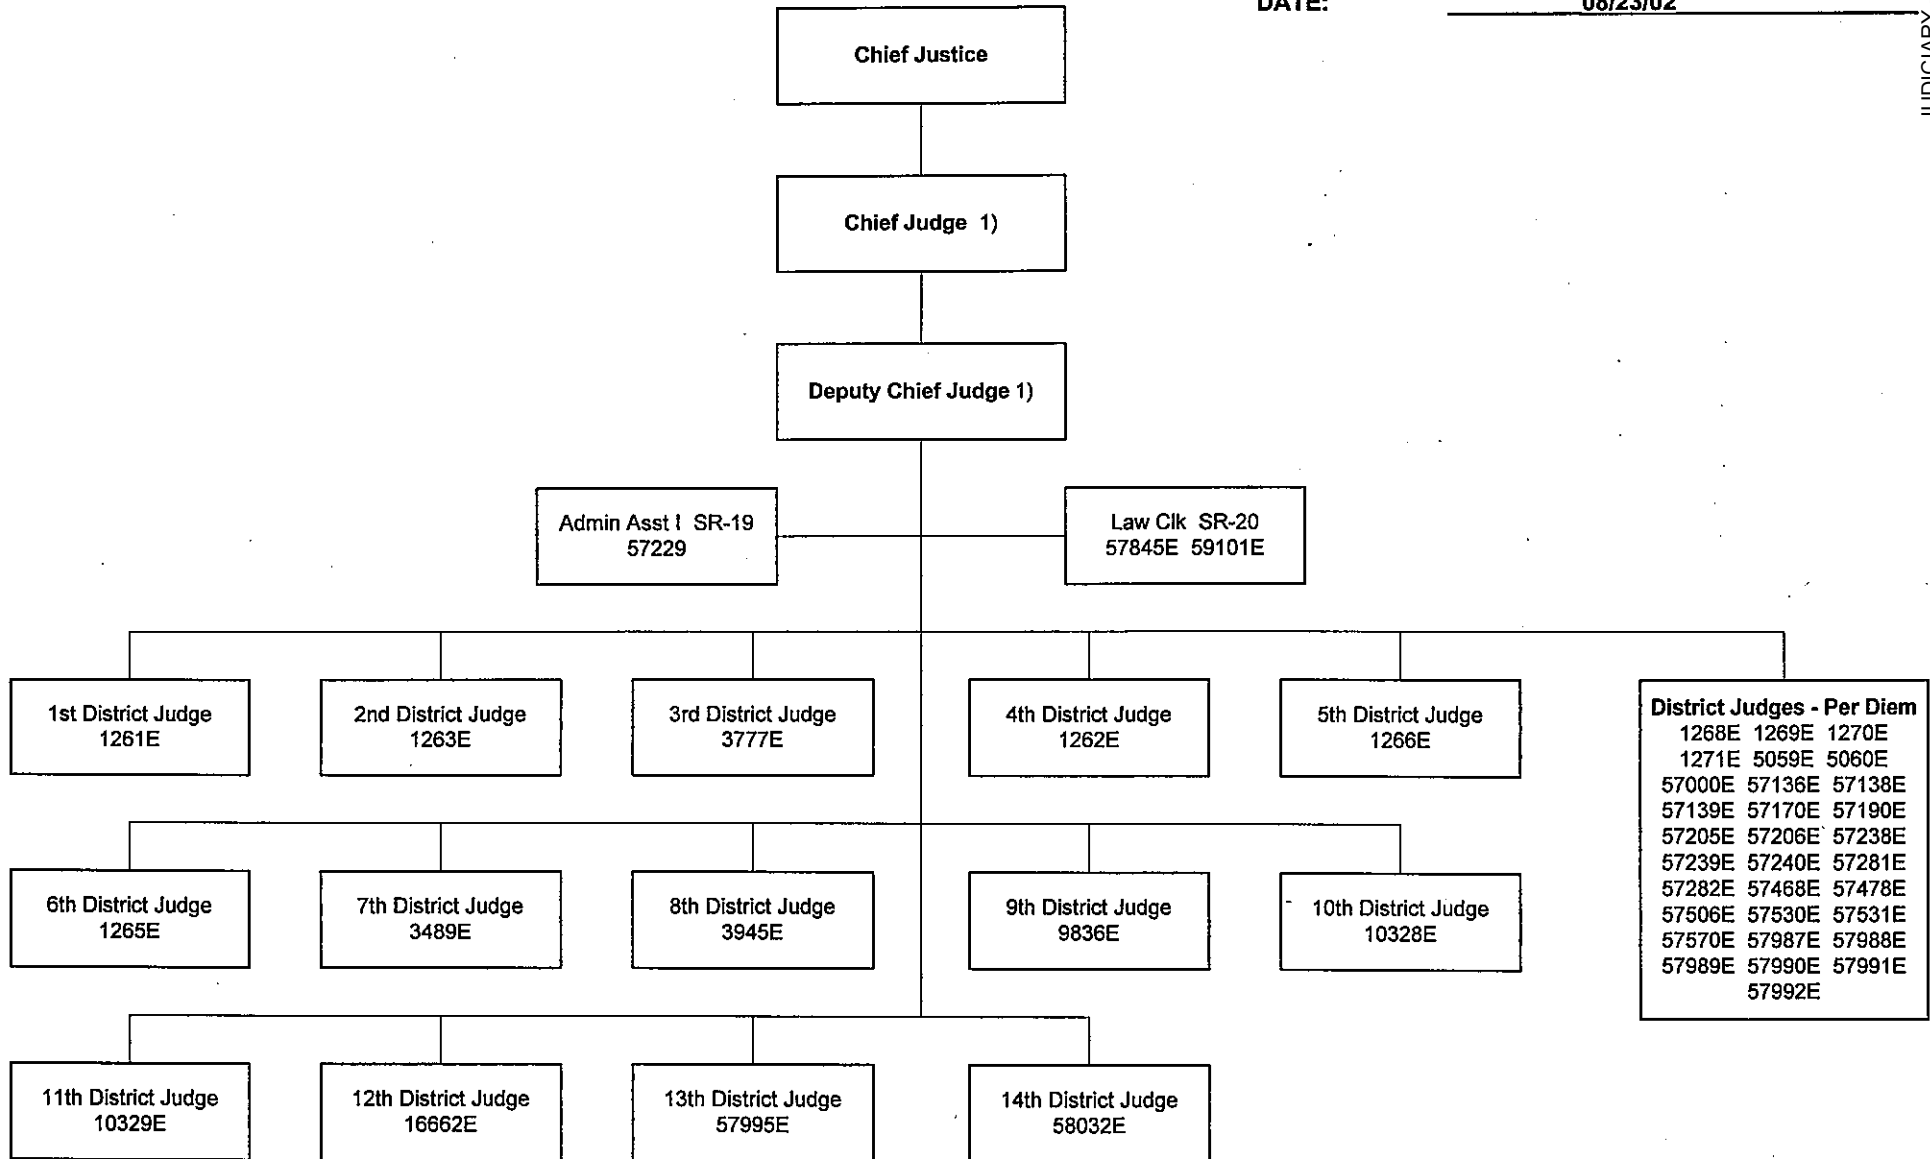 DATE: 08/23/02
JUDICIARY
Chief Justice
Chief Judge 1)
Deputy Chief Judge 1)
Admin Asst I SR-19
57229
Law Clk SR-20
57845E 59101E
1st District Judge
1261E
2nd District Judge
1263E
3rd District Judge
3777E
4th District Judge
1262E
5th District Judge
1266E
District Judges - Per Diem
1268E 1269E 1270E
1271E 5059E 5060E
57000E 57136E 57138E
57139E 57170E 57190E
57205E 57206E 57238E
57239E 57240E 57281E
57282E 57468E 57478E
57506E 57530E 57531E
57570E 57987E 57988E
57989E 57990E 57991E
57992E
6th District Judge
1265E
7th District Judge
3489E
8th District Judge
3945E
9th District Judge
9836E
10th District Judge
10328E
11th District Judge
10329E
12th District Judge
16662E
13th District Judge
57995E
14th District Judge
58032E